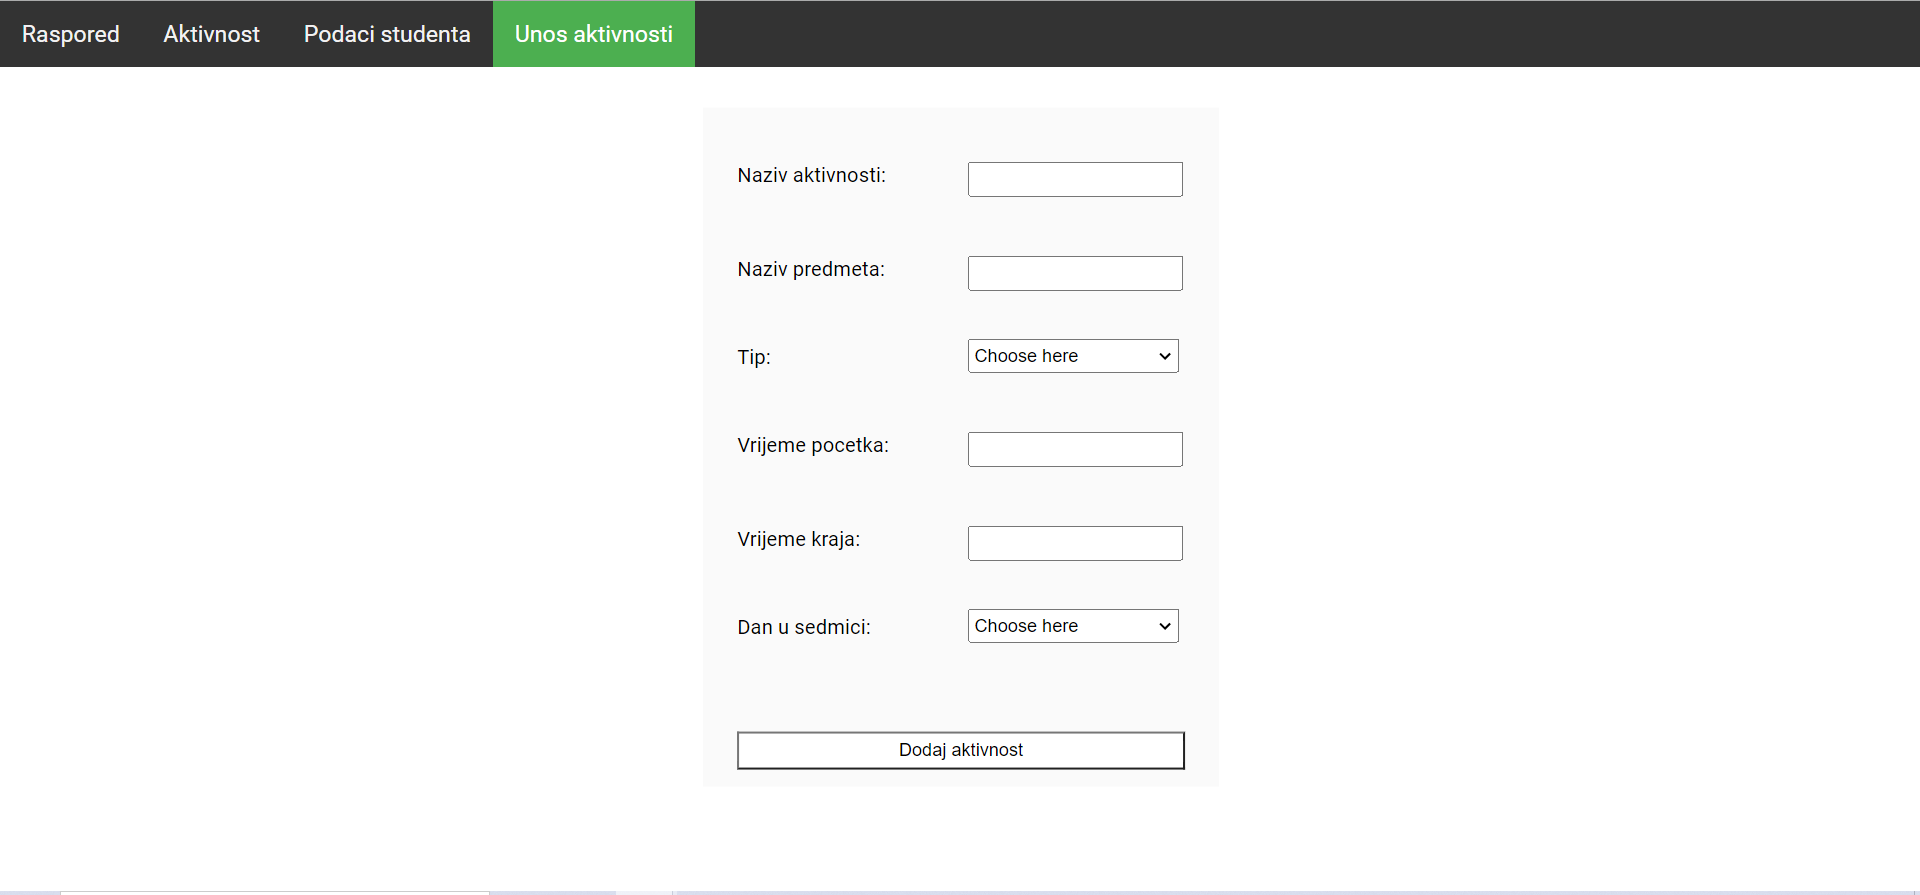 Raspored Aktivnost Podaci studenta Unos aktivnosti
Naziv aktivnosti:
Naziv predmeta:
Tip: Choose here
Vrijeme pocetka:
Vrijeme kraja:
Dan u sedmici: Choose here
Dodaj aktivnost